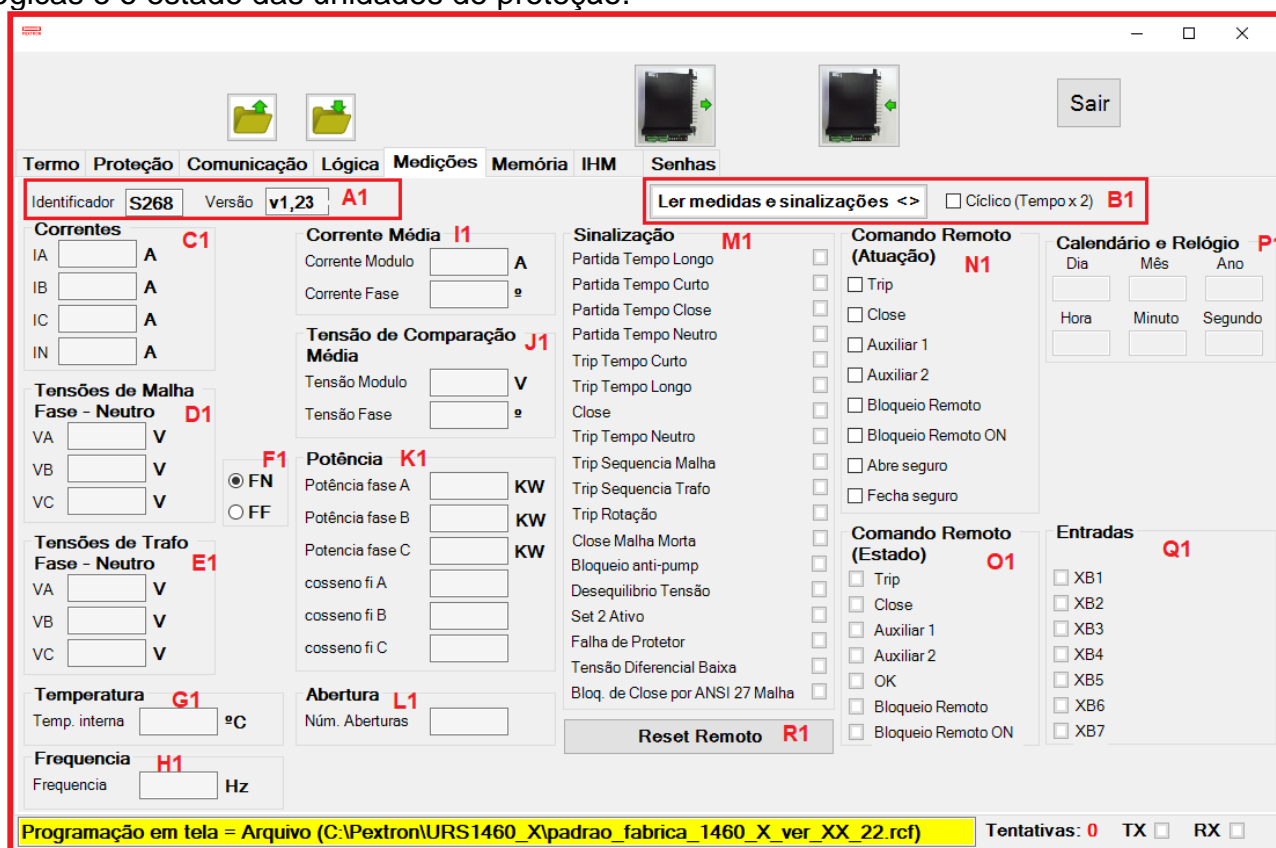 ógicas e o estado das unidades de proteção.
PEXTRON
Sair
Termo Proteção Comunicação Lógica Medições Memória IHM Senhas
Identificador S268 Versão v1,23 A1
Ler medidas e sinalizações <> Cíclico (Tempo x 2) B1
Correntes C1
IA A
IB A
IC A
IN A
Tensões de Malha
Fase - Neutro D1
VA V
VB V
VC V
F1
FN
FF
Tensões de Trafo
Fase - Neutro E1
VA V
VB V
VC V
Temperatura G1
Temp. interna ºC
Frequencia H1
Frequencia Hz
Corrente Média I1
Corrente Modulo A
Corrente Fase º
Tensão de Comparação
Média J1
Tensão Modulo V
Tensão Fase º
Potência K1
Potência fase A KW
Potência fase B KW
Potencia fase C KW
cosseno fi A
cosseno fi B
cosseno fi C
Abertura L1
Núm. Aberturas
Sinalização M1
Partida Tempo Longo
Partida Tempo Curto
Partida Tempo Close
Partida Tempo Neutro
Trip Tempo Curto
Trip Tempo Longo
Close
Trip Tempo Neutro
Trip Sequencia Malha
Trip Sequencia Trafo
Trip Rotação
Close Malha Morta
Bloqueio anti-pump
Desequilibrio Tensão
Set 2 Ativo
Falha de Protetor
Tensão Diferencial Baixa
Bloq. de Close por ANSI 27 Malha
Reset Remoto R1
Comando Remoto
(Atuação) N1
Trip
Close
Auxiliar 1
Auxiliar 2
Bloqueio Remoto
Bloqueio Remoto ON
Abre seguro
Fecha seguro
Comando Remoto
(Estado) O1
Trip
Close
Auxiliar 1
Auxiliar 2
OK
Bloqueio Remoto
Bloqueio Remoto ON
Calendário e Relógio P1
Dia Mês Ano
Hora Minuto Segundo
Entradas Q1
XB1
XB2
XB3
XB4
XB5
XB6
XB7
Programação em tela = Arquivo (C:\Pextron\URS1460_X\padrao_fabrica_1460_X_ver_XX_22.rcf) Tentativas: 0 TX RX